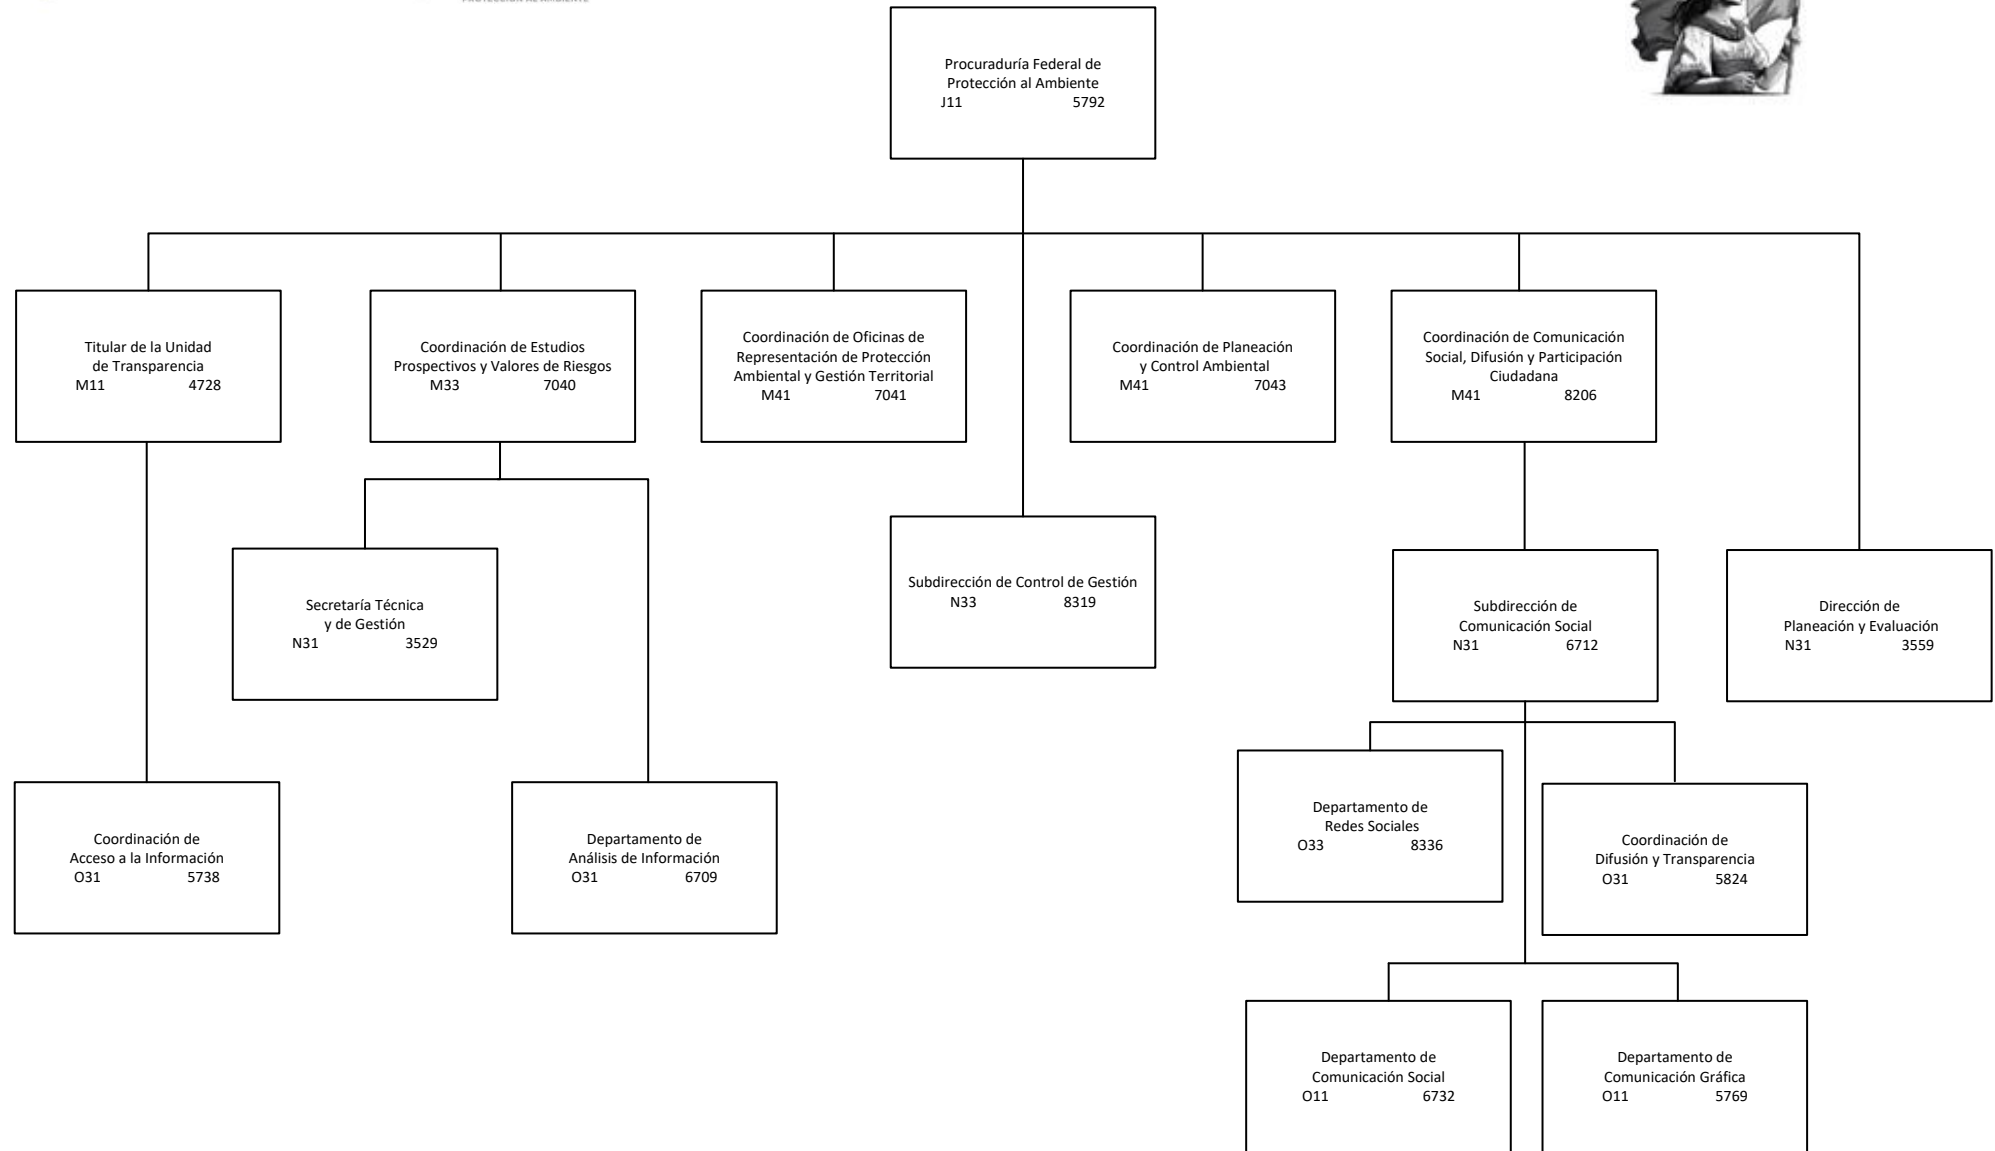 PROTECCIÓN AL AMBIENTE
Procuraduría Federal de
Protección al Ambiente
J11 5792
Titular de la Unidad
de Transparencia
M11 4728
Coordinación de Estudios
Prospectivos y Valores de Riesgos
M33 7040
Coordinación de Oficinas de
Representación de Protección
Ambiental y Gestión Territorial
M41 7041
Coordinación de Planeación
y Control Ambiental
M41 7043
Coordinación de Comunicación
Social, Difusión y Participación
Ciudadana
M41 8206
Secretaría Técnica
y de Gestión
N31 3529
Subdirección de Control de Gestión
N33 8319
Subdirección de
Comunicación Social
N31 6712
Dirección de
Planeación y Evaluación
N31 3559
Coordinación de
Acceso a la Información
O31 5738
Departamento de
Análisis de Información
O31 6709
Departamento de
Redes Sociales
O33 8336
Coordinación de
Difusión y Transparencia
O31 5824
Departamento de
Comunicación Social
O11 6732
Departamento de
Comunicación Gráfica
O11 5769